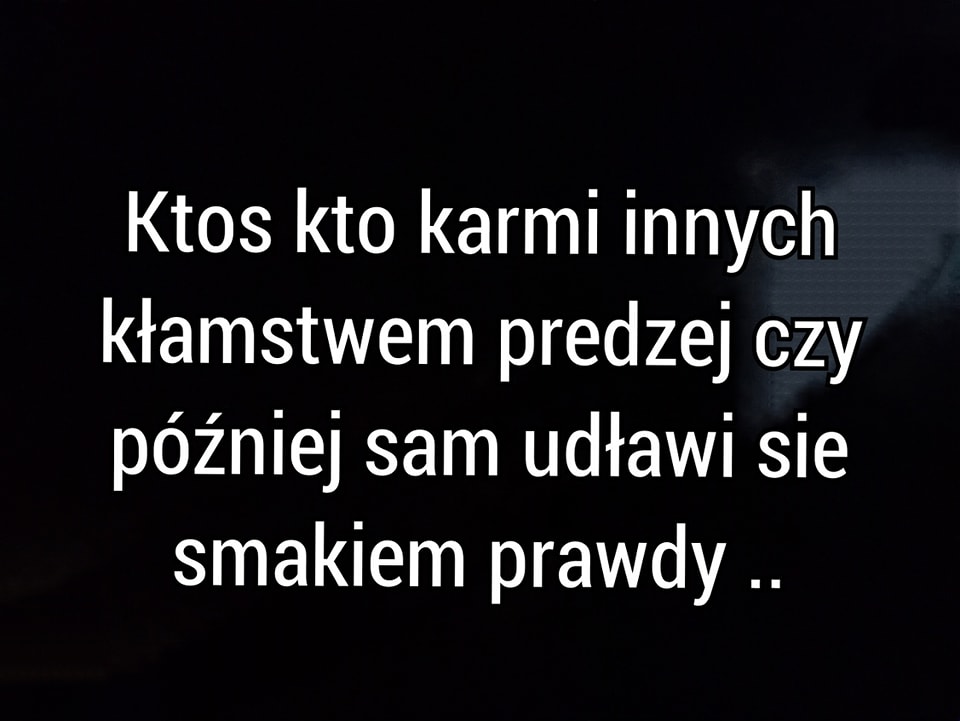 Ktos kto karmi innych
kłamstwem predzej czy
później sam udławi sie
smakiem prawdy ..